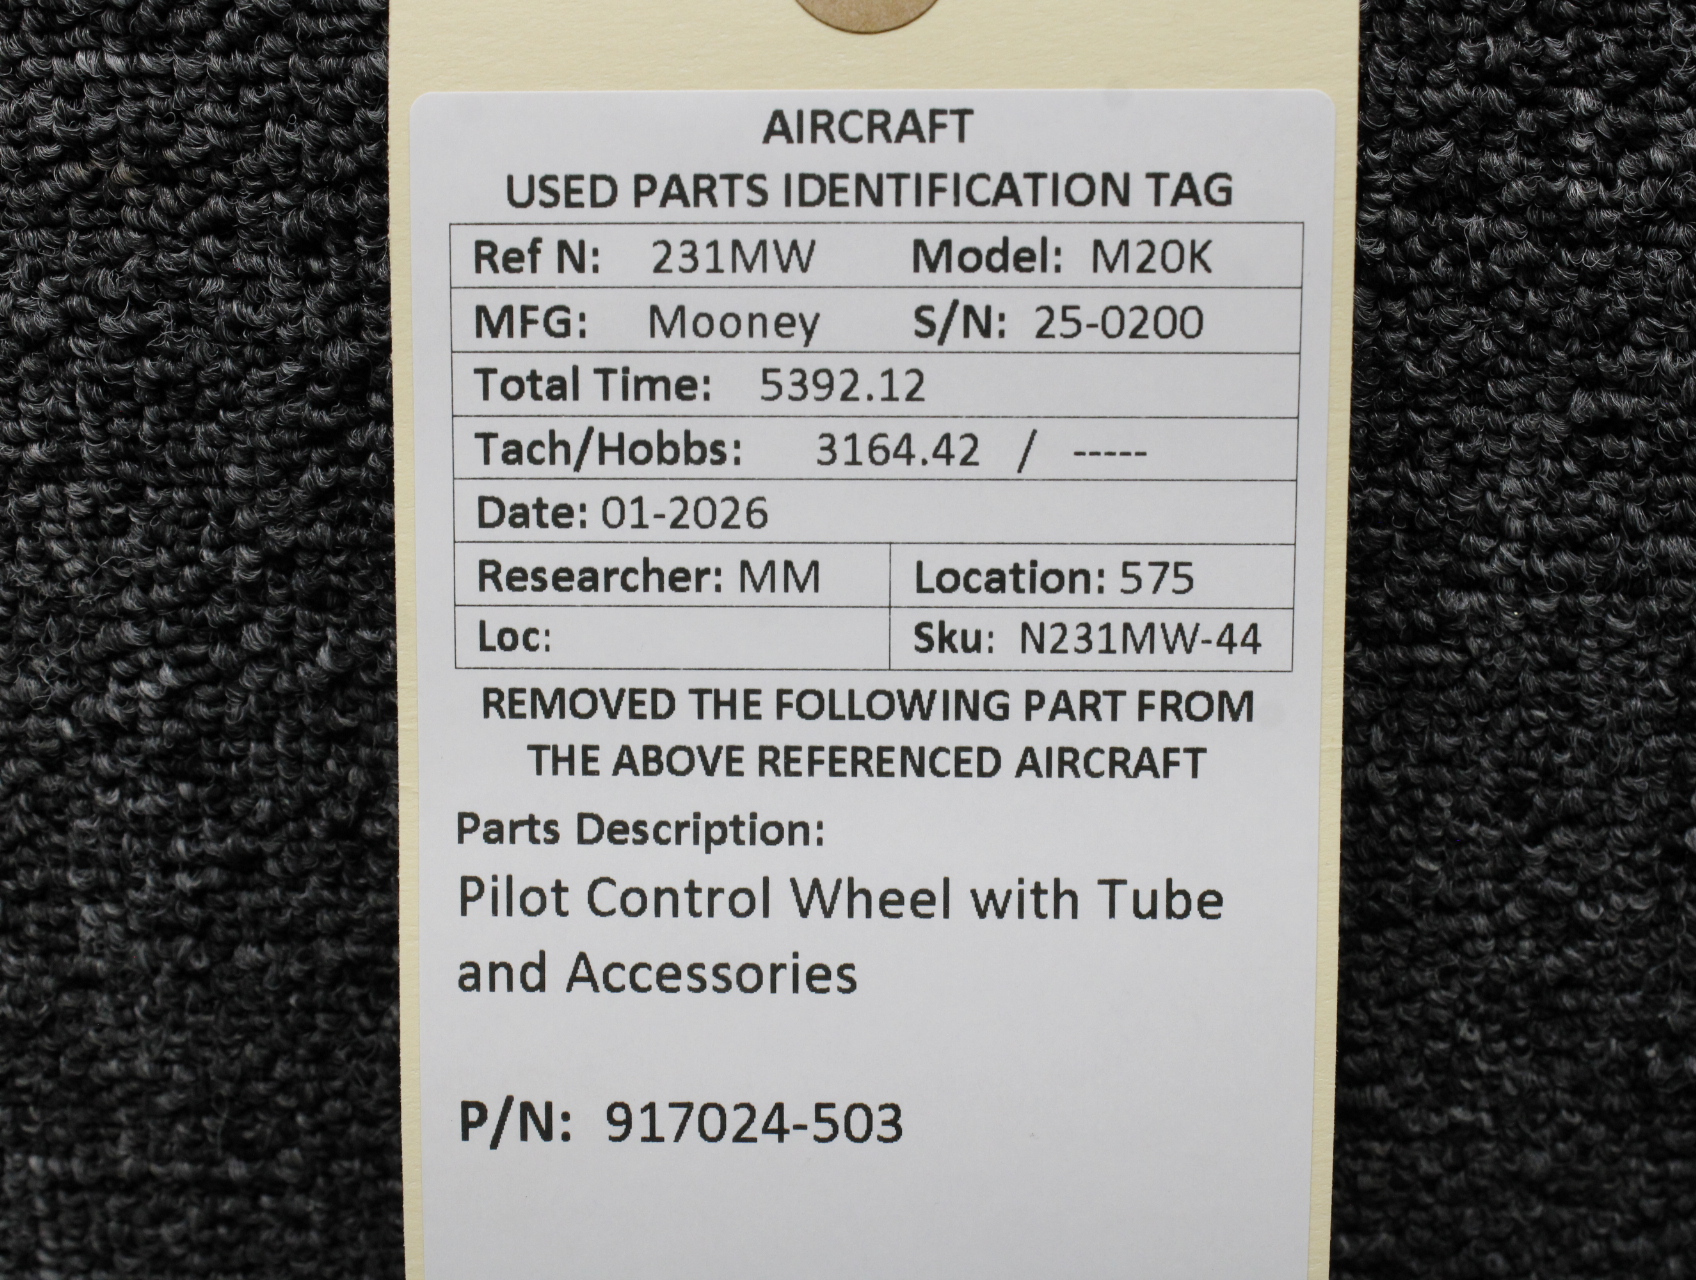 AIRCRAFT
USED PARTS IDENTIFICATION TAG
Ref N: 231MW Model: M20K
MFG: Mooney S/N: 25-0200
Total Time: 5392.12
Tach/Hobbs: 3164.42 / -----
Date: 01-2026
Researcher: MM Location: 575
Loc: Sku: N231MW-44
REMOVED THE FOLLOWING PART FROM
THE ABOVE REFERENCED AIRCRAFT
Parts Description:
Pilot Control Wheel with Tube
and Accessories
P/N: 917024-503